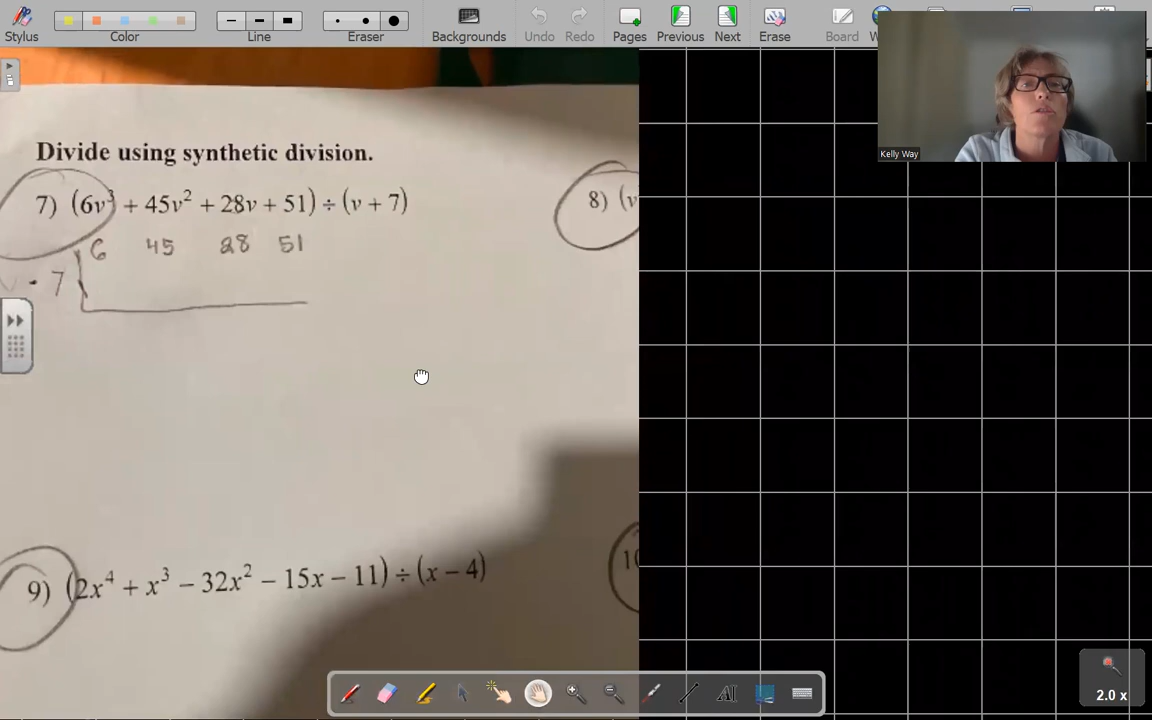 Stylus Color Line Eraser Backgrounds Undo Redo Pages Previous Next Erase Board
Kelly Way
Divide using synthetic division.
7) (6v³ + 45v² + 28v + 51) ÷ (v + 7)
6 45 28 51
- 7
8) (v
9) (2x⁴ + x³ − 32x² − 15x − 11) ÷ (x − 4)
10
AI
2.0 x